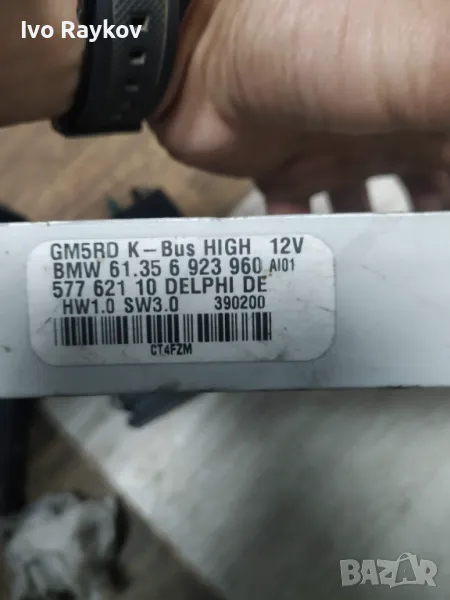 Ivo Raykov
GM5RD K-Bus HIGH 12V
BMW 61.35 6 923 960 AI01
577 621 10 DELPHI DE
HW1.0 SW3.0 390200
CT4FZM
BAZAR